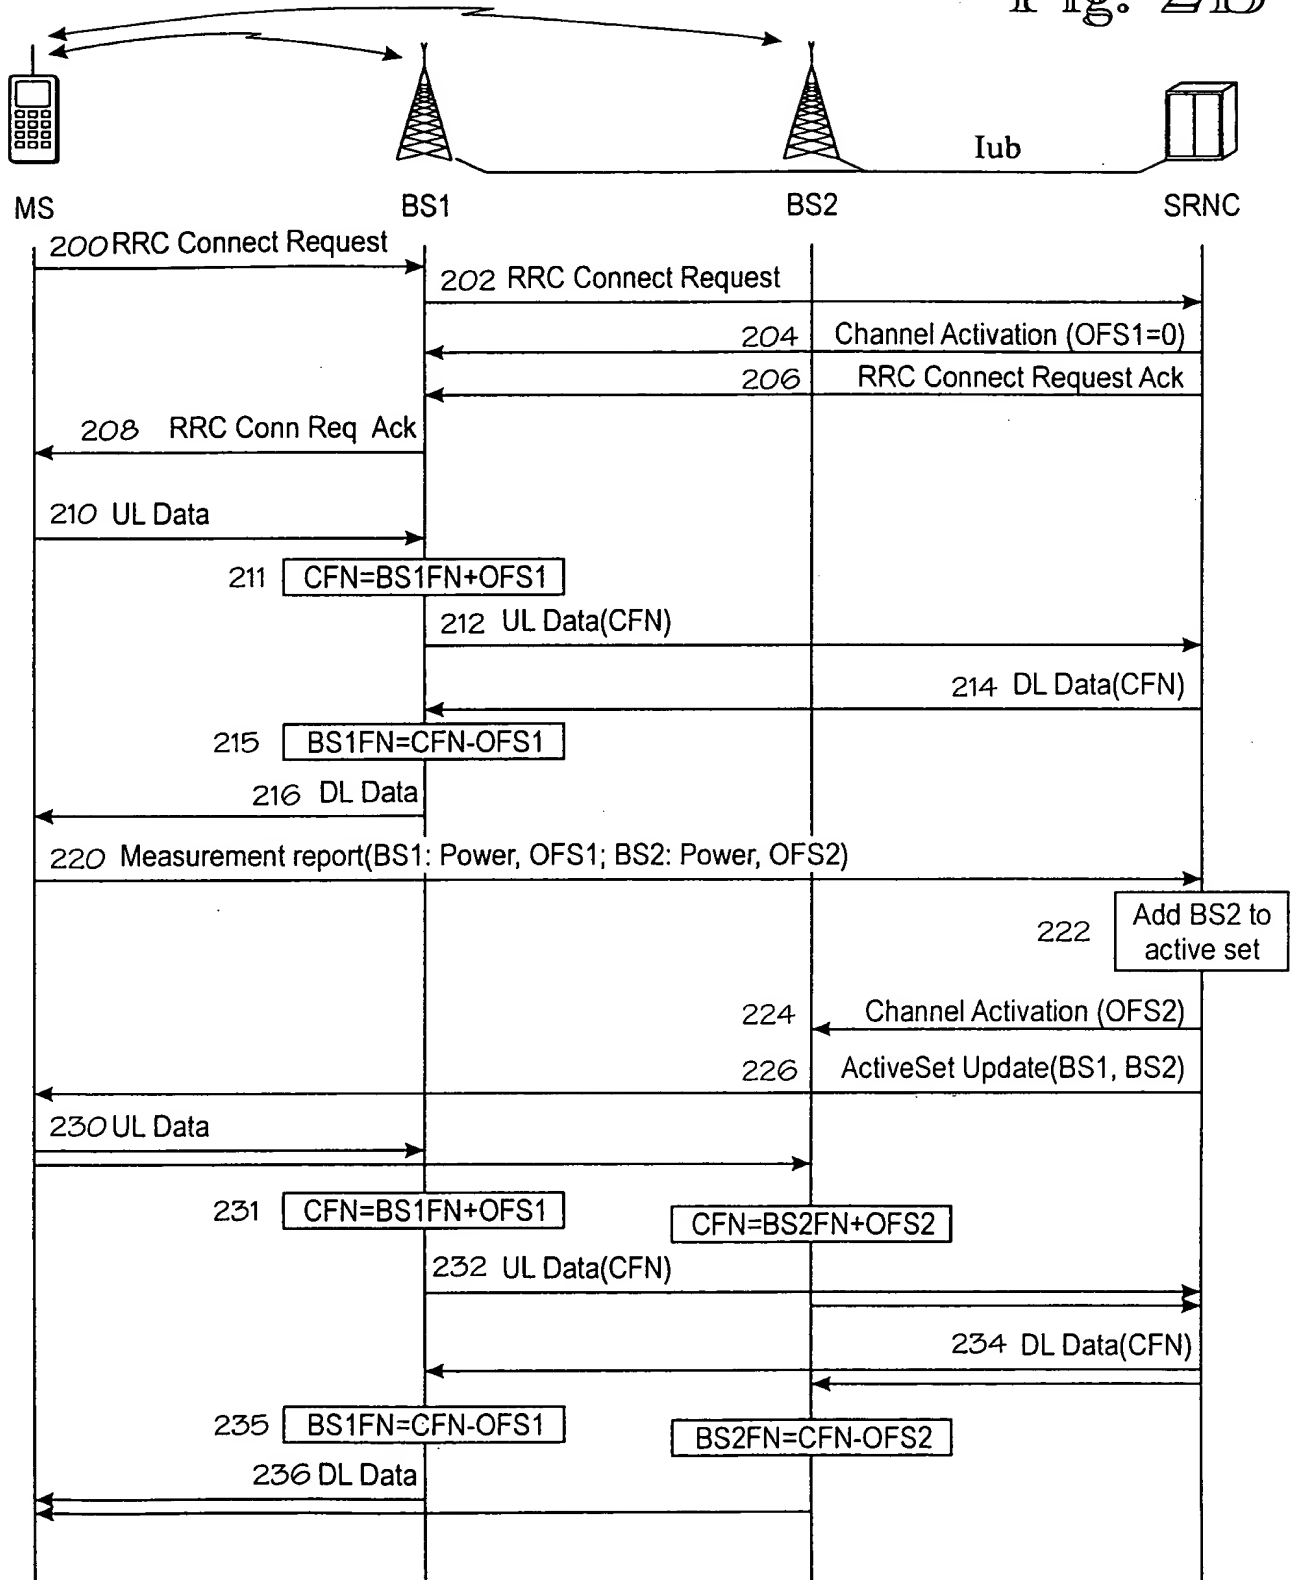 Fig. 2B
Iub
MS
BS1
BS2
SRNC
200 RRC Connect Request
202 RRC Connect Request
204 Channel Activation (OFS1=0)
206 RRC Connect Request Ack
208 RRC Conn Req Ack
210 UL Data
211 CFN=BS1FN+OFS1
212 UL Data(CFN)
214 DL Data(CFN)
215 BS1FN=CFN-OFS1
216 DL Data
220 Measurement report(BS1: Power, OFS1; BS2: Power, OFS2)
222 Add BS2 to
active set
224 Channel Activation (OFS2)
226 ActiveSet Update(BS1, BS2)
230 UL Data
231 CFN=BS1FN+OFS1
CFN=BS2FN+OFS2
232 UL Data(CFN)
234 DL Data(CFN)
235 BS1FN=CFN-OFS1
BS2FN=CFN-OFS2
236 DL Data